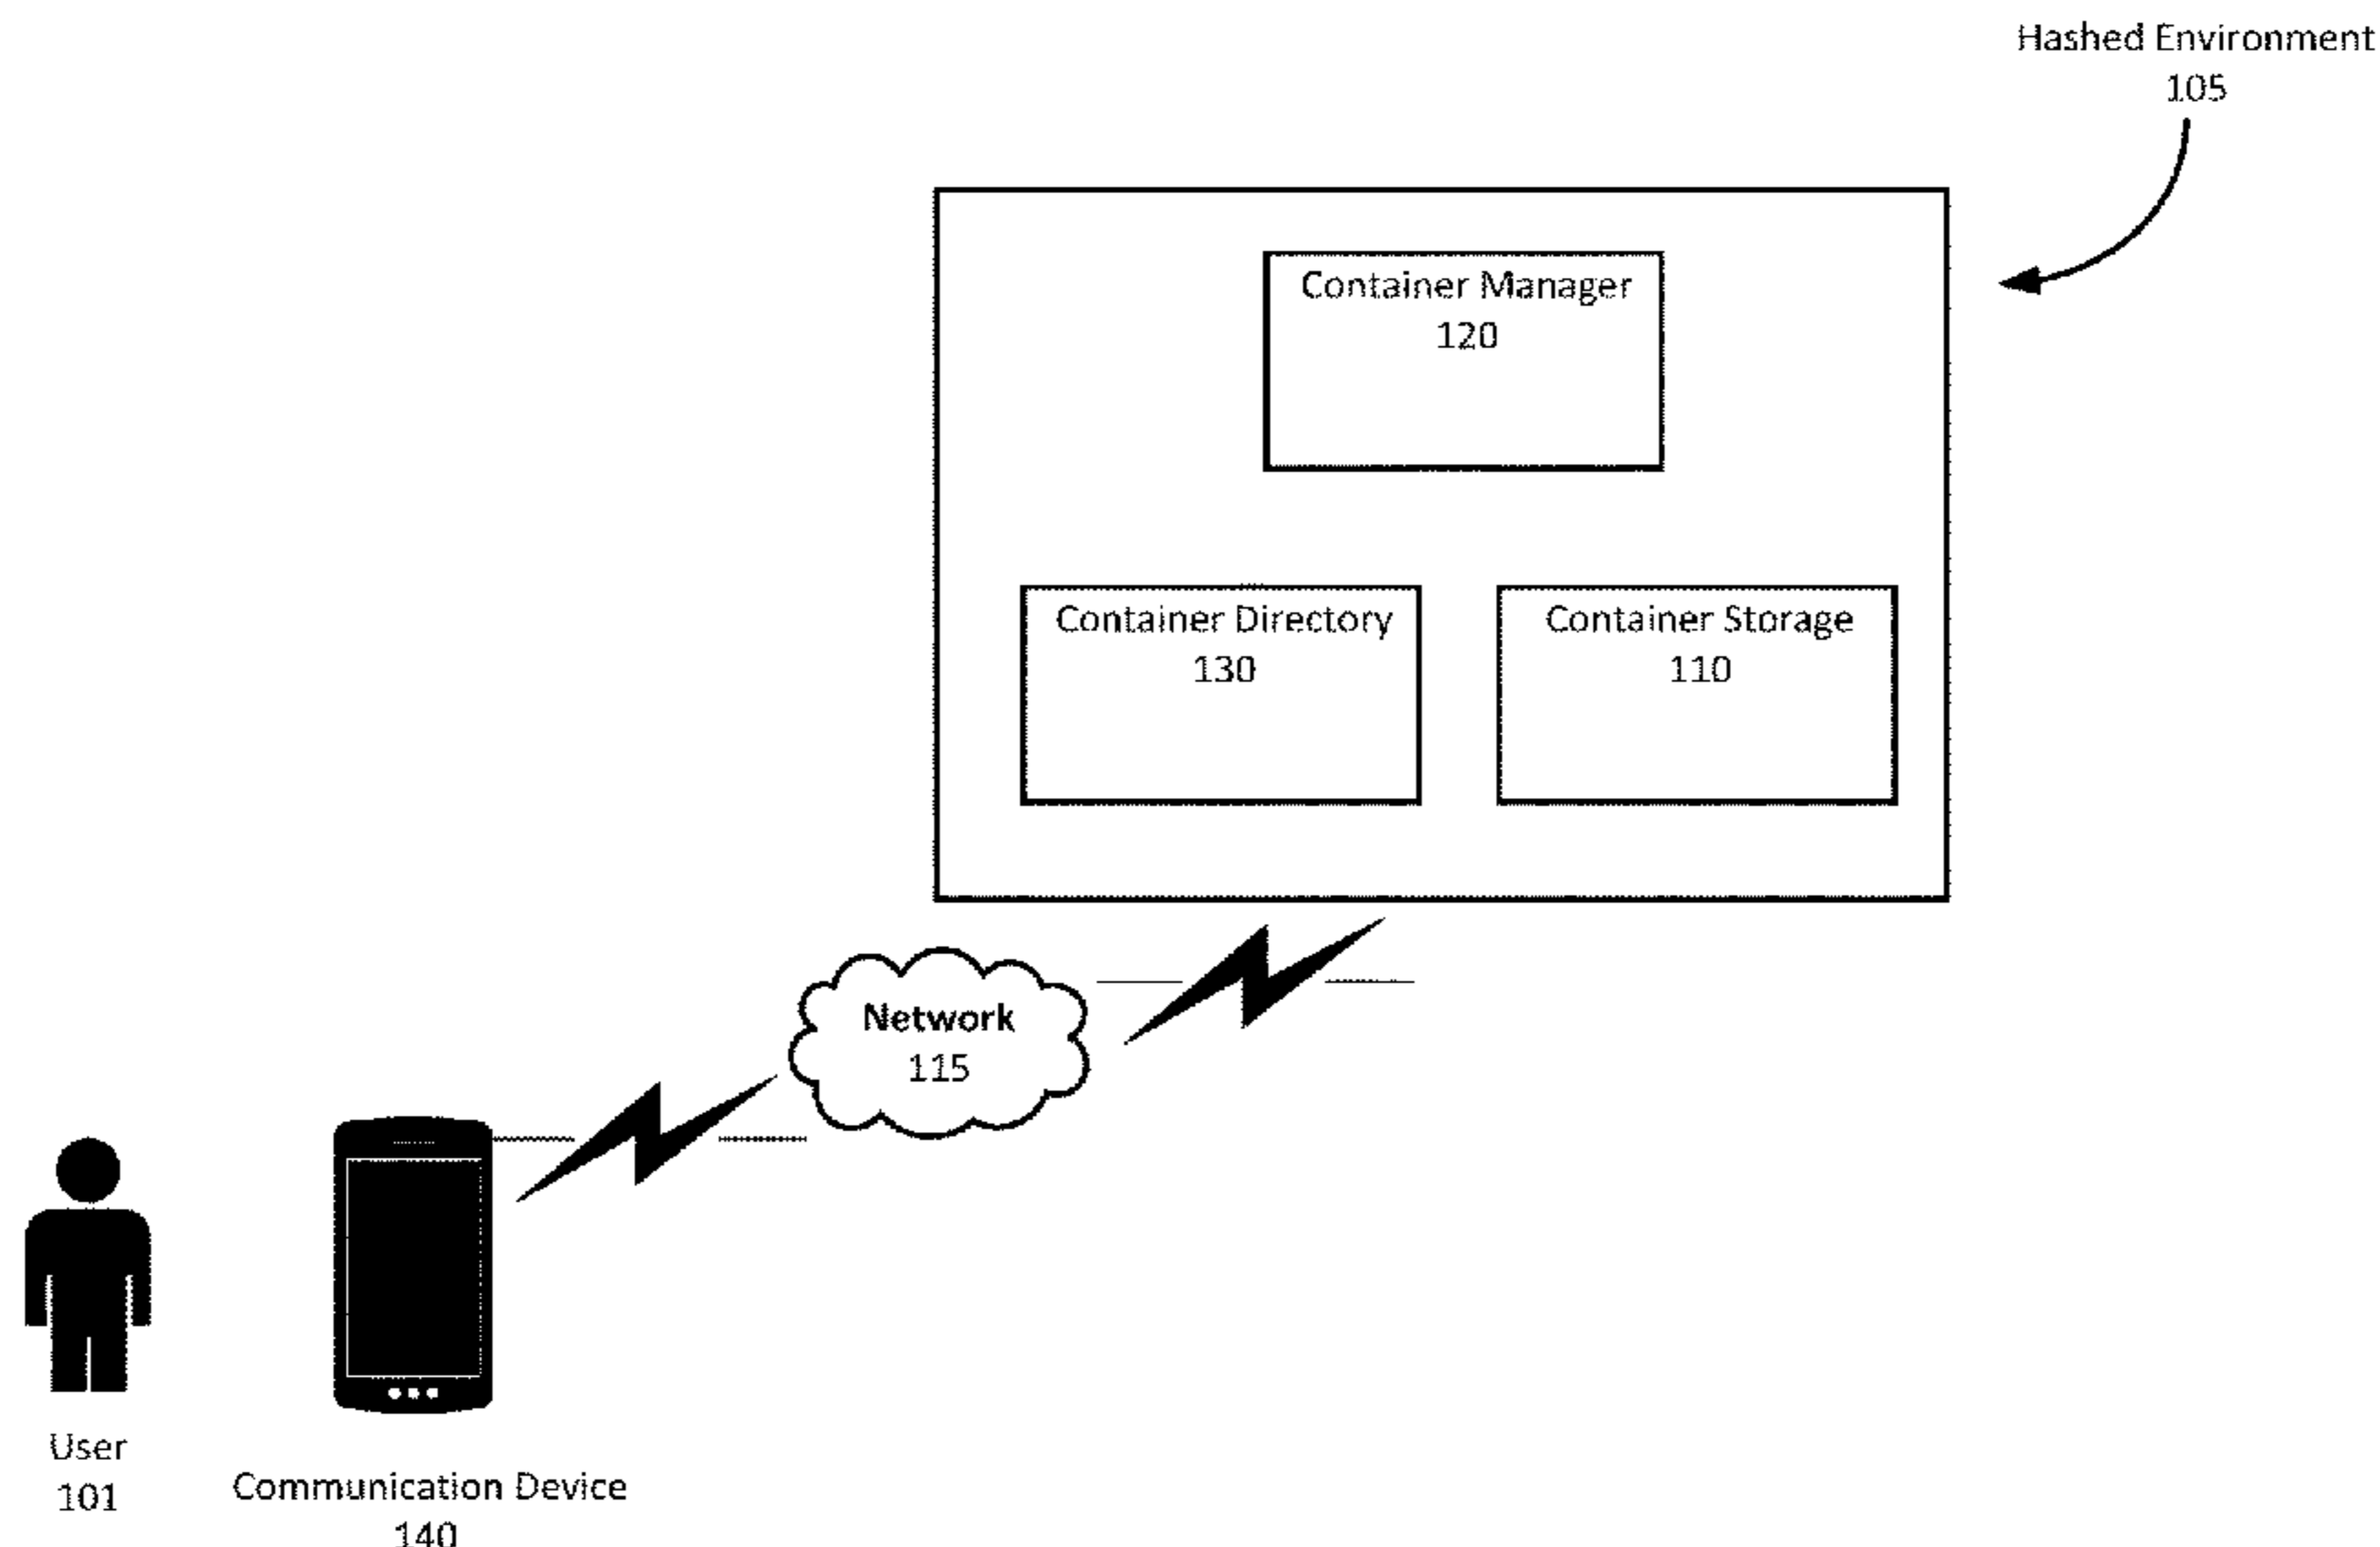 Hashed Environment
105
Container Manager
120
Container Directory
130
Container Storage
110
Network
115
User
101
Communication Device
140